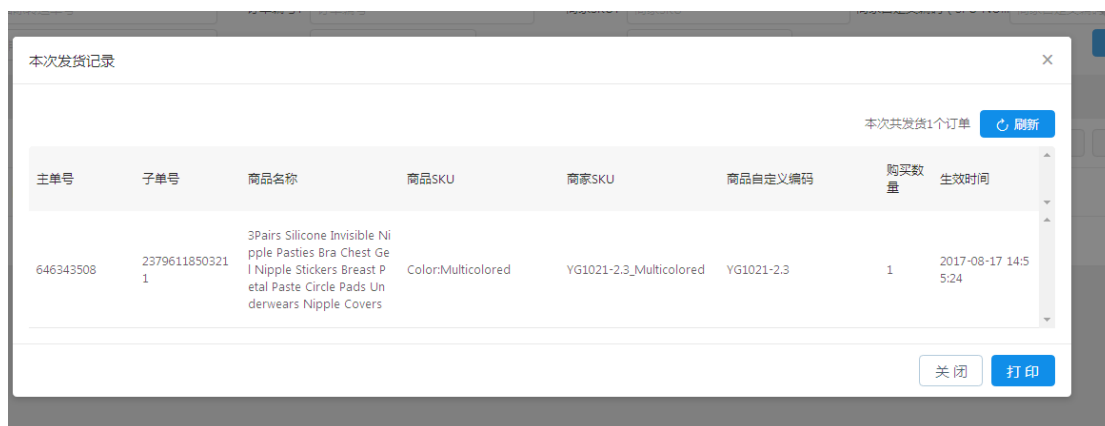 本次发货记录
×
本次共发货1个订单
刷新
主单号 子单号 商品名称 商品SKU 商家SKU 商品自定义编码 购买数 生效时间
量
3Pairs Silicone Invisible Ni
pple Pasties Bra Chest Ge
646343508 2379611850321 l Nipple Stickers Breast P Color:Multicolored YG1021-2.3_Multicolored YG1021-2.3 1 2017-08-17 14:5
1 etal Paste Circle Pads Un 5:24
derwears Nipple Covers
关 闭
打 印